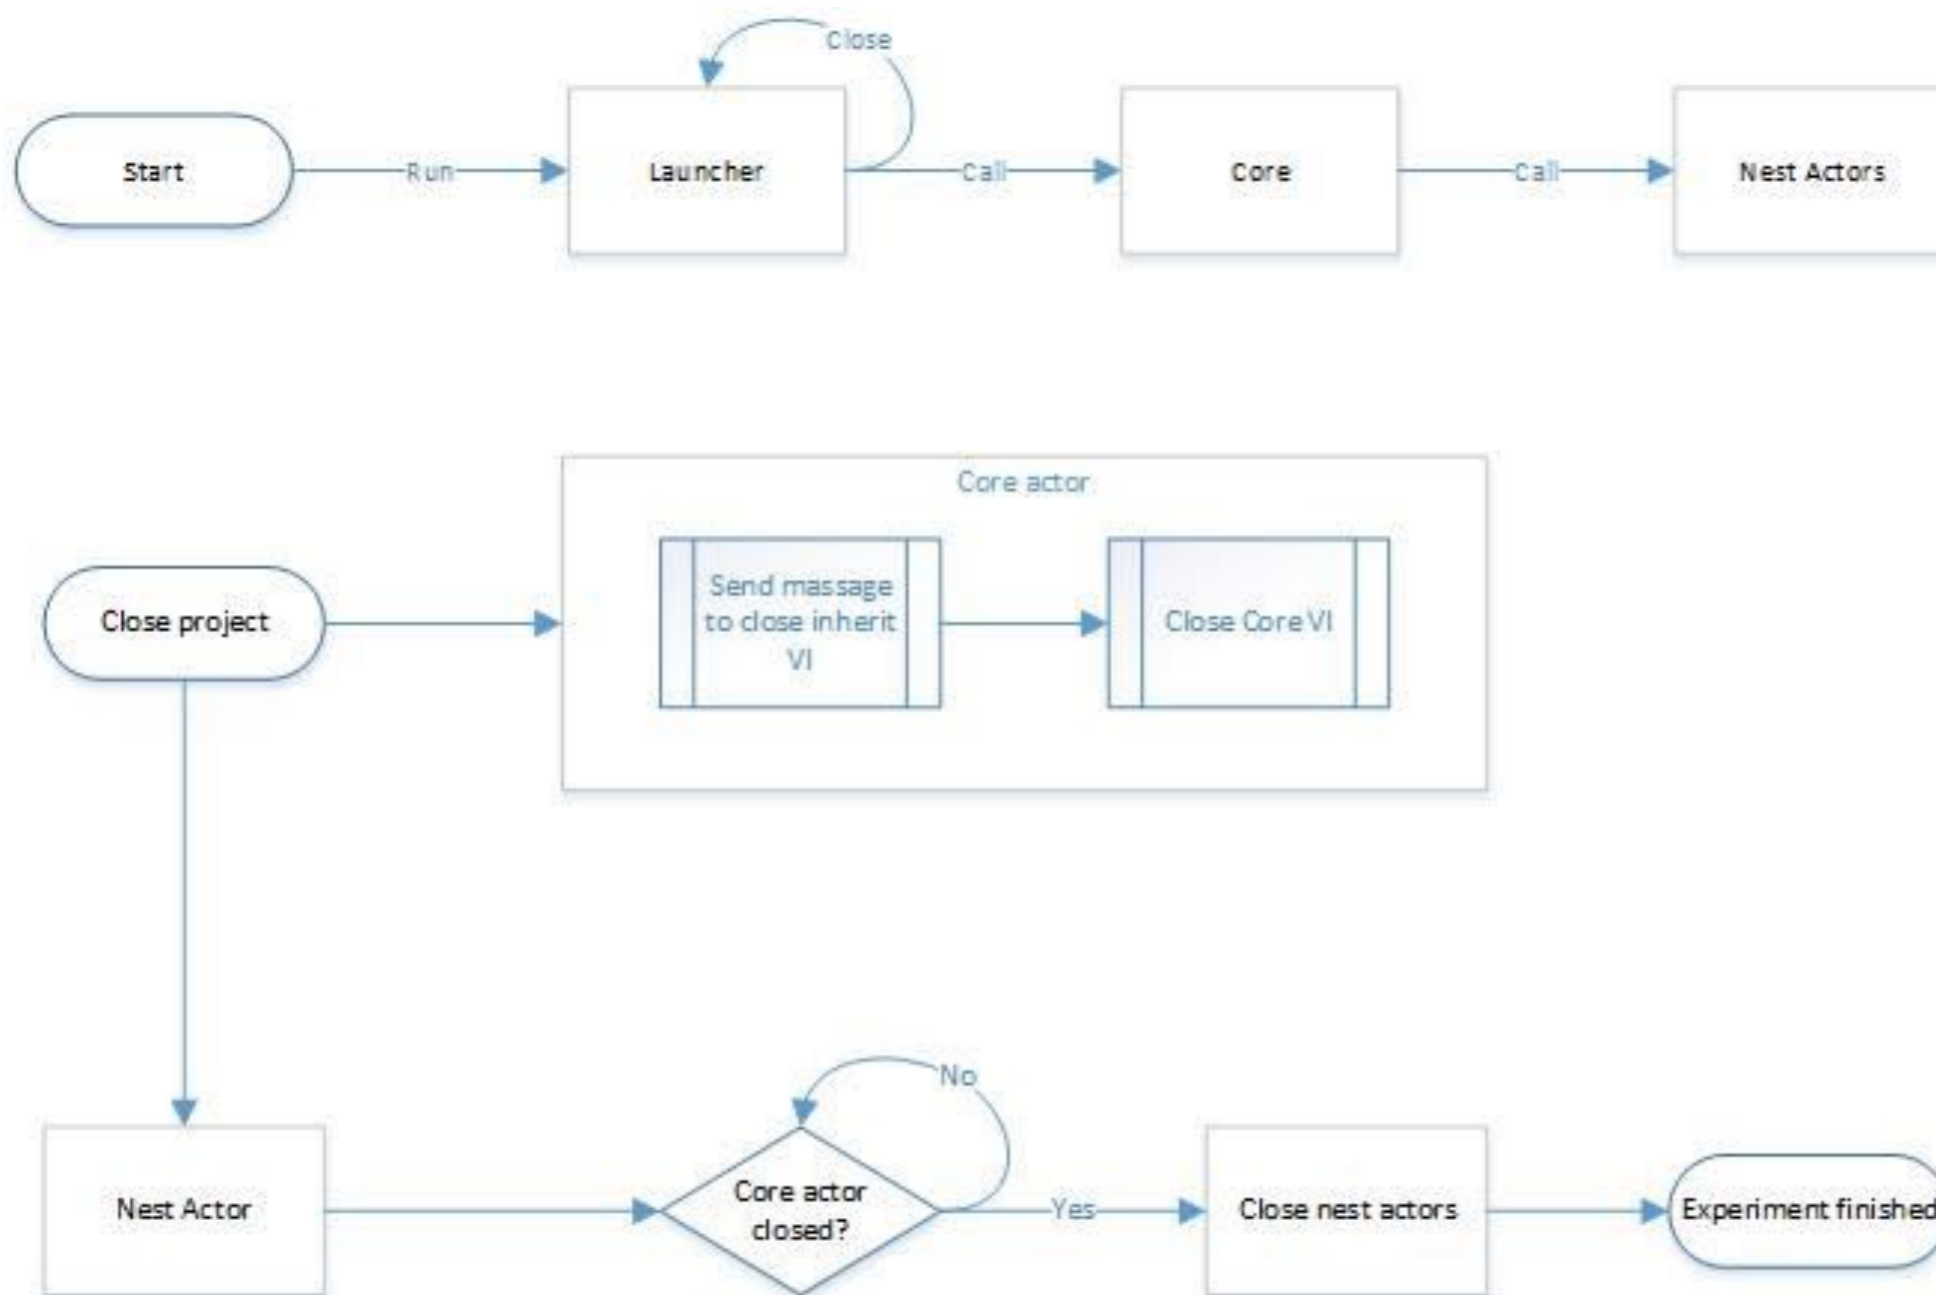 Close
Start
Run
Launcher
Call
Core
Call
Nest Actors
Core actor
Close project
Send massage
to close inherit
VI
Close Core VI
No
Nest Actor
Core actor
closed?
Yes
Close nest actors
Experiment finished